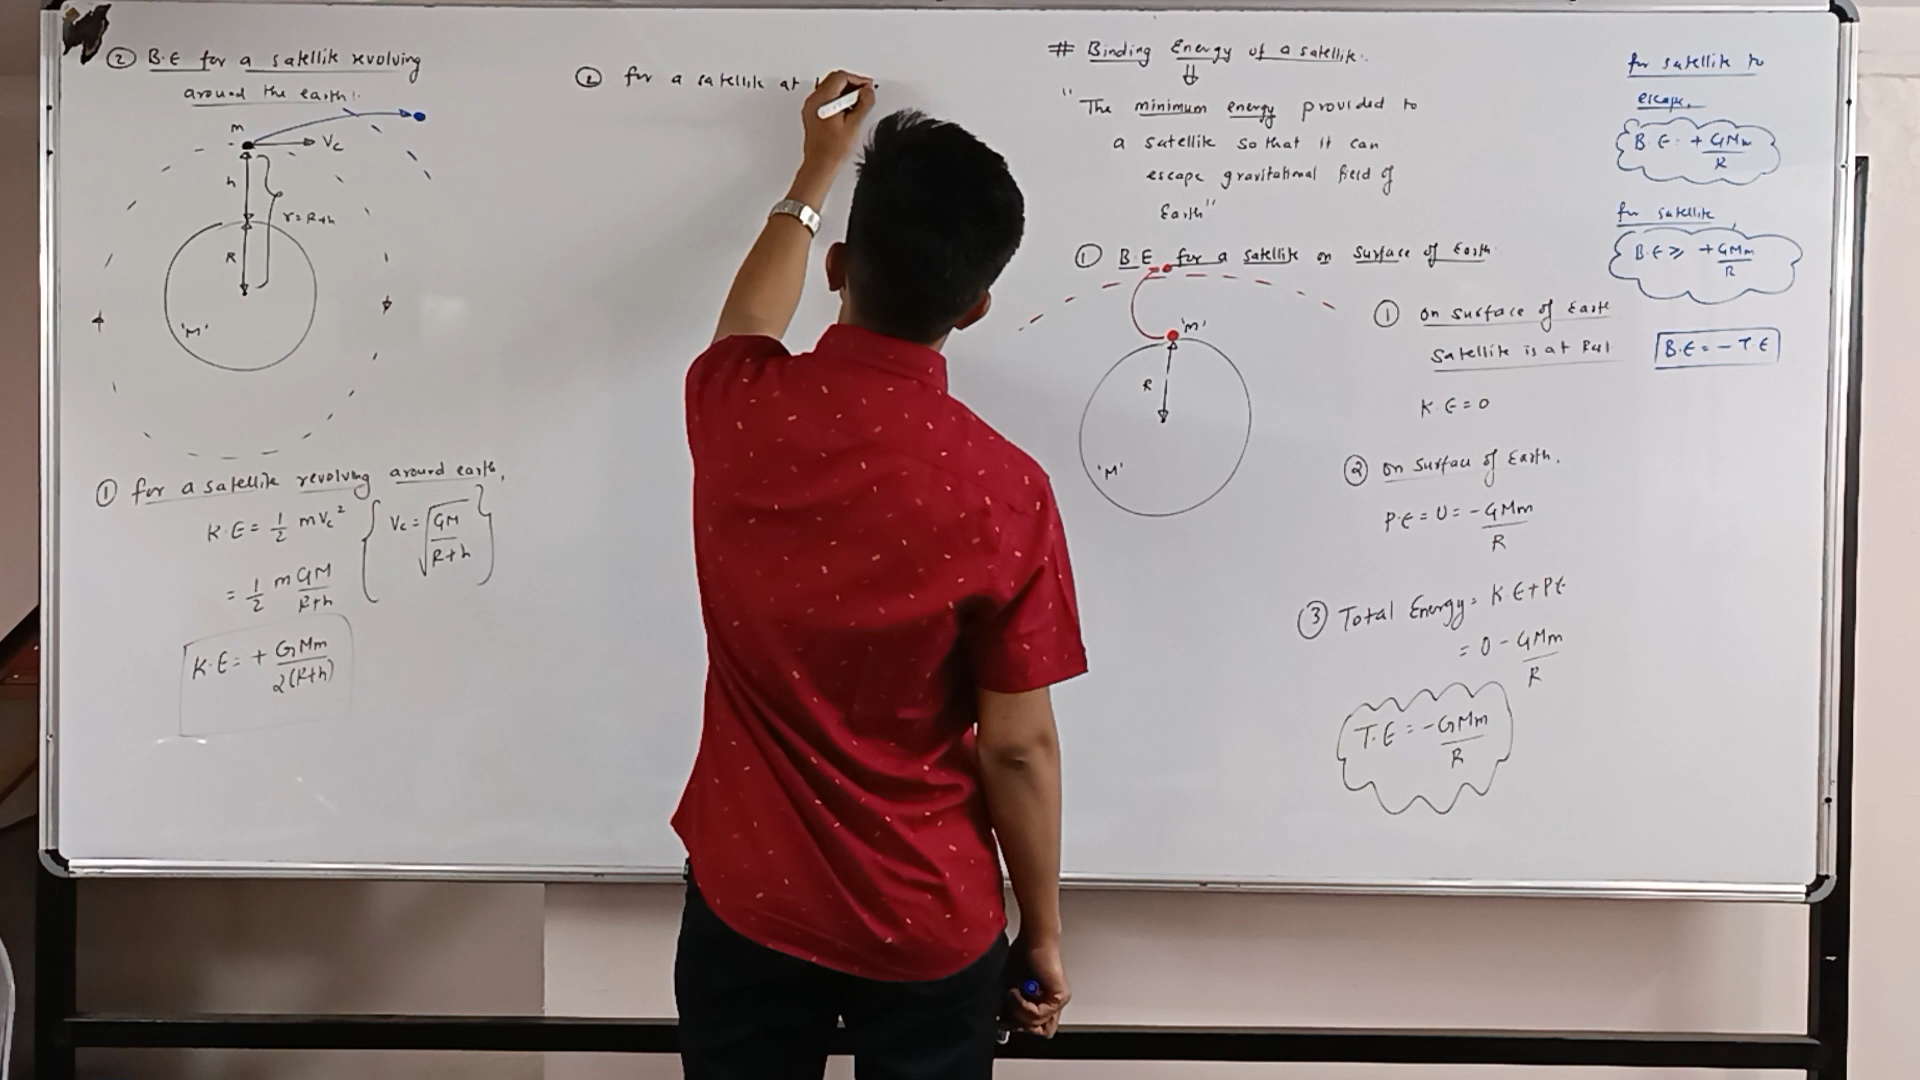 ② B.E for a satellite revolving
around the earth:
m
Vc
h
r=R+h
R
'M'
① for a satellite revolving around earth,
K.E = 1/2 mVc²
{ Vc = √(GM/(R+h)) }
= 1/2 m GM/(R+h)
K.E = + GMm/2(R+h)
② for a satellite at
# Binding Energy of a satellite.
⇓
"The minimum energy provided to
a satellite so that it can
escape gravitational field of
Earth"
① B.E for a satellite on surface of Earth
'm'
R
'M'
① on surface of Earth
satellite is at Rest
K.E = 0
② on surface of Earth.
P.E = U = -GMm/R
③ Total Energy = K.E + P.E
= 0 - GMm/R
T.E = -GMm/R
for satellite to
escape,
B.E. + GMm/R
for satellite,
B.E ≥ +GMm/R
B.E = - T.E